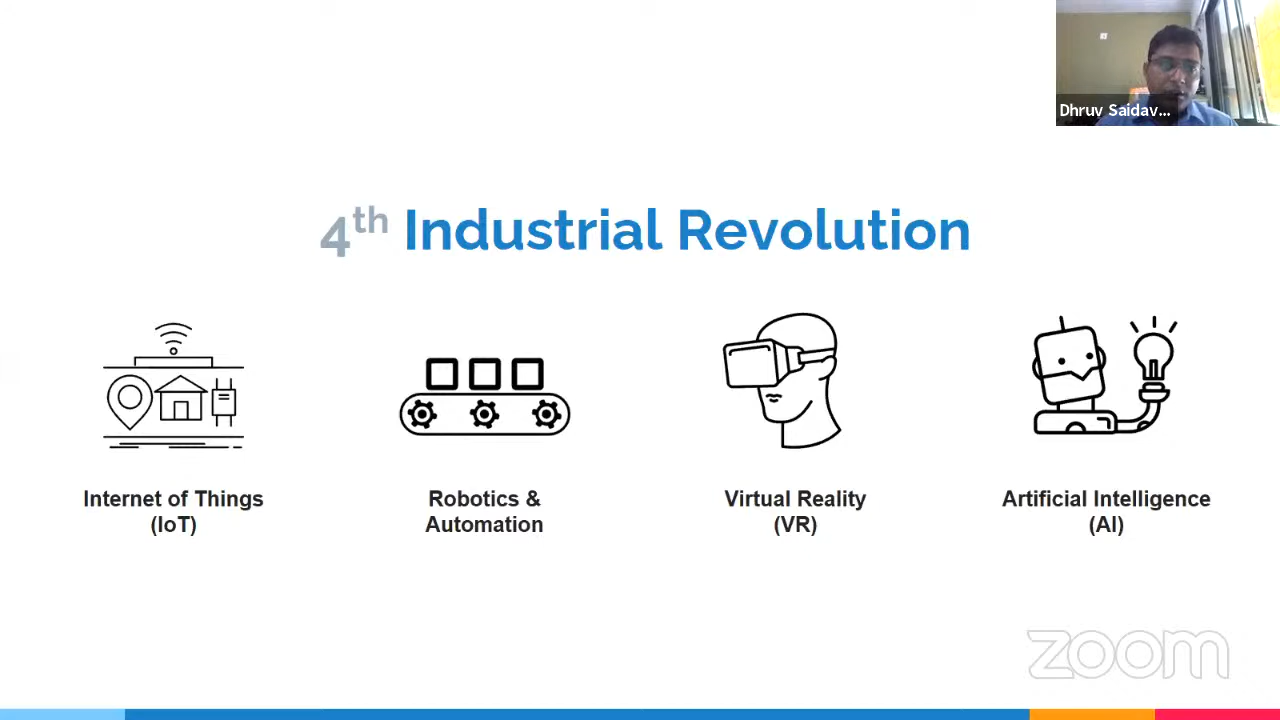 Dhruv Saidav...
4th Industrial Revolution
Internet of Things
(IoT)
Robotics &
Automation
Virtual Reality
(VR)
Artificial Intelligence
(AI)
zoom